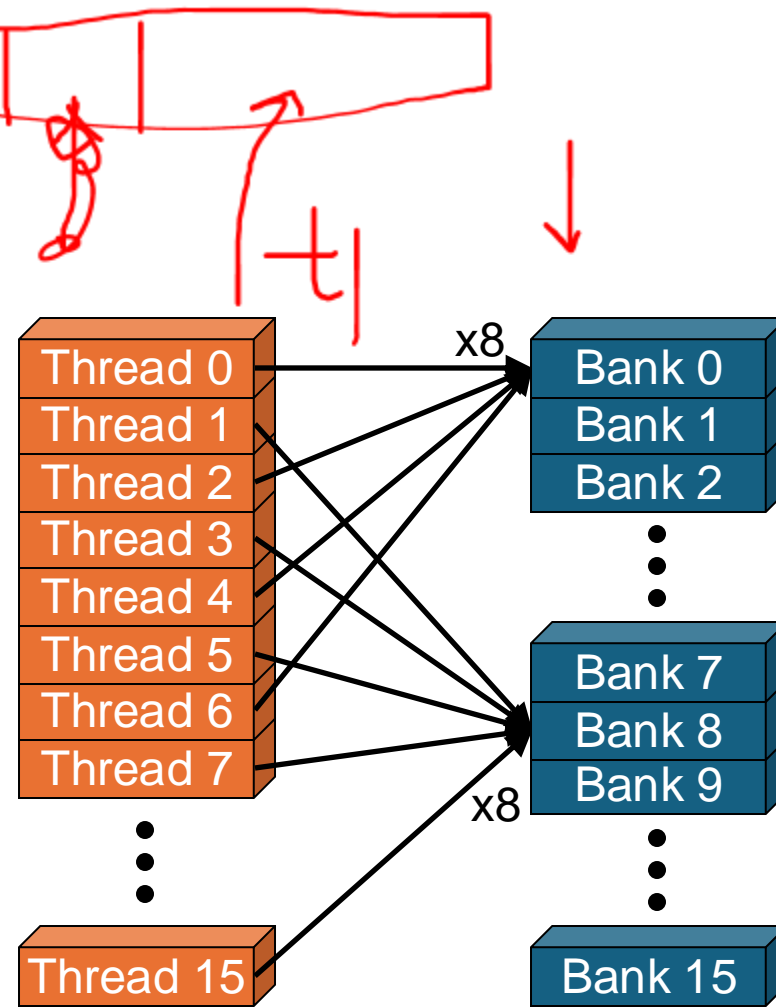 t1
x8
Thread 0
Thread 1
Thread 2
Thread 3
Thread 4
Thread 5
Thread 6
Thread 7
Thread 15
x8
Bank 0
Bank 1
Bank 2
Bank 7
Bank 8
Bank 9
Bank 15